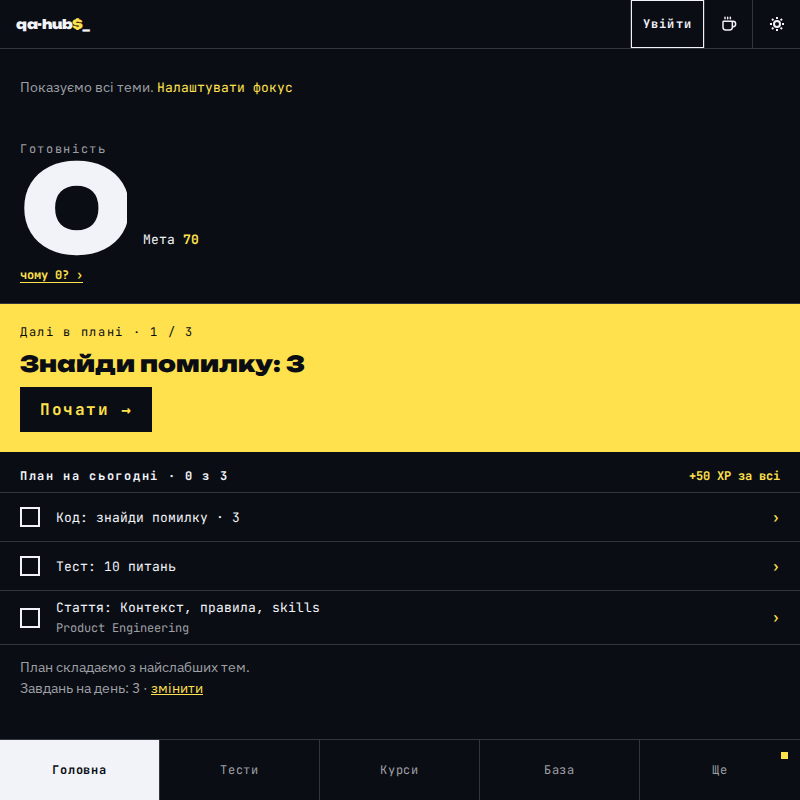 qa·hub$_
Увійти
Показуємо всі теми. Налаштувати фокус
Готовність
0
Мета 70
чому 0? ›
Далі в плані · 1 / 3
Знайди помилку: 3
Почати →
План на сьогодні · 0 з 3
+50 XP за всі
Код: знайди помилку · 3 ›
Тест: 10 питань ›
Стаття: Контекст, правила, skills ›
Product Engineering
План складаємо з найслабших тем.
Завдань на день: 3 · змінити
Головна
Тести
Курси
База
Ще